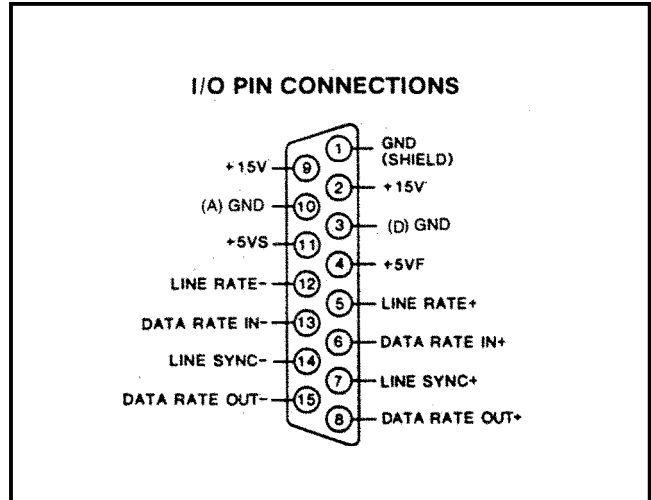 I/O PIN CONNECTIONS
1 GND
(SHIELD)
+15V 9
2 +15V
(A) GND 10
3 (D) GND
+5VS 11
4 +5VF
LINE RATE- 12
5 LINE RATE+
DATA RATE IN- 13
6 DATA RATE IN+
LINE SYNC- 14
7 LINE SYNC+
DATA RATE OUT- 15
8 DATA RATE OUT+